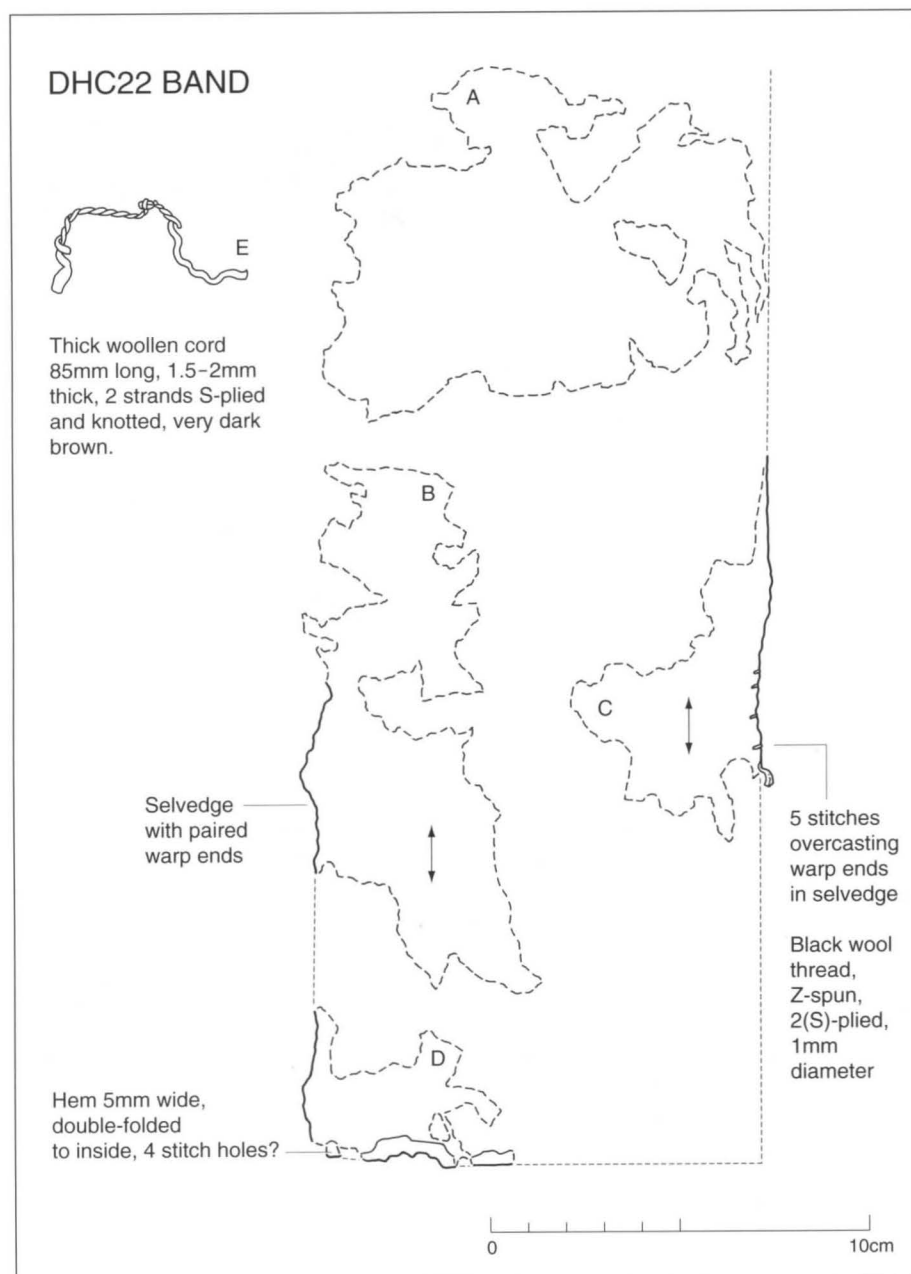 DHC22 BAND
A
E
Thick woollen cord
85mm long, 1.5–2mm
thick, 2 strands S-plied
and knotted, very dark
brown.
B
C
Selvedge
with paired
warp ends
5 stitches
overcasting
warp ends
in selvedge
Black wool
thread,
Z-spun,
2(S)-plied,
1mm
diameter
D
Hem 5mm wide,
double-folded
to inside, 4 stitch holes?
0
10cm